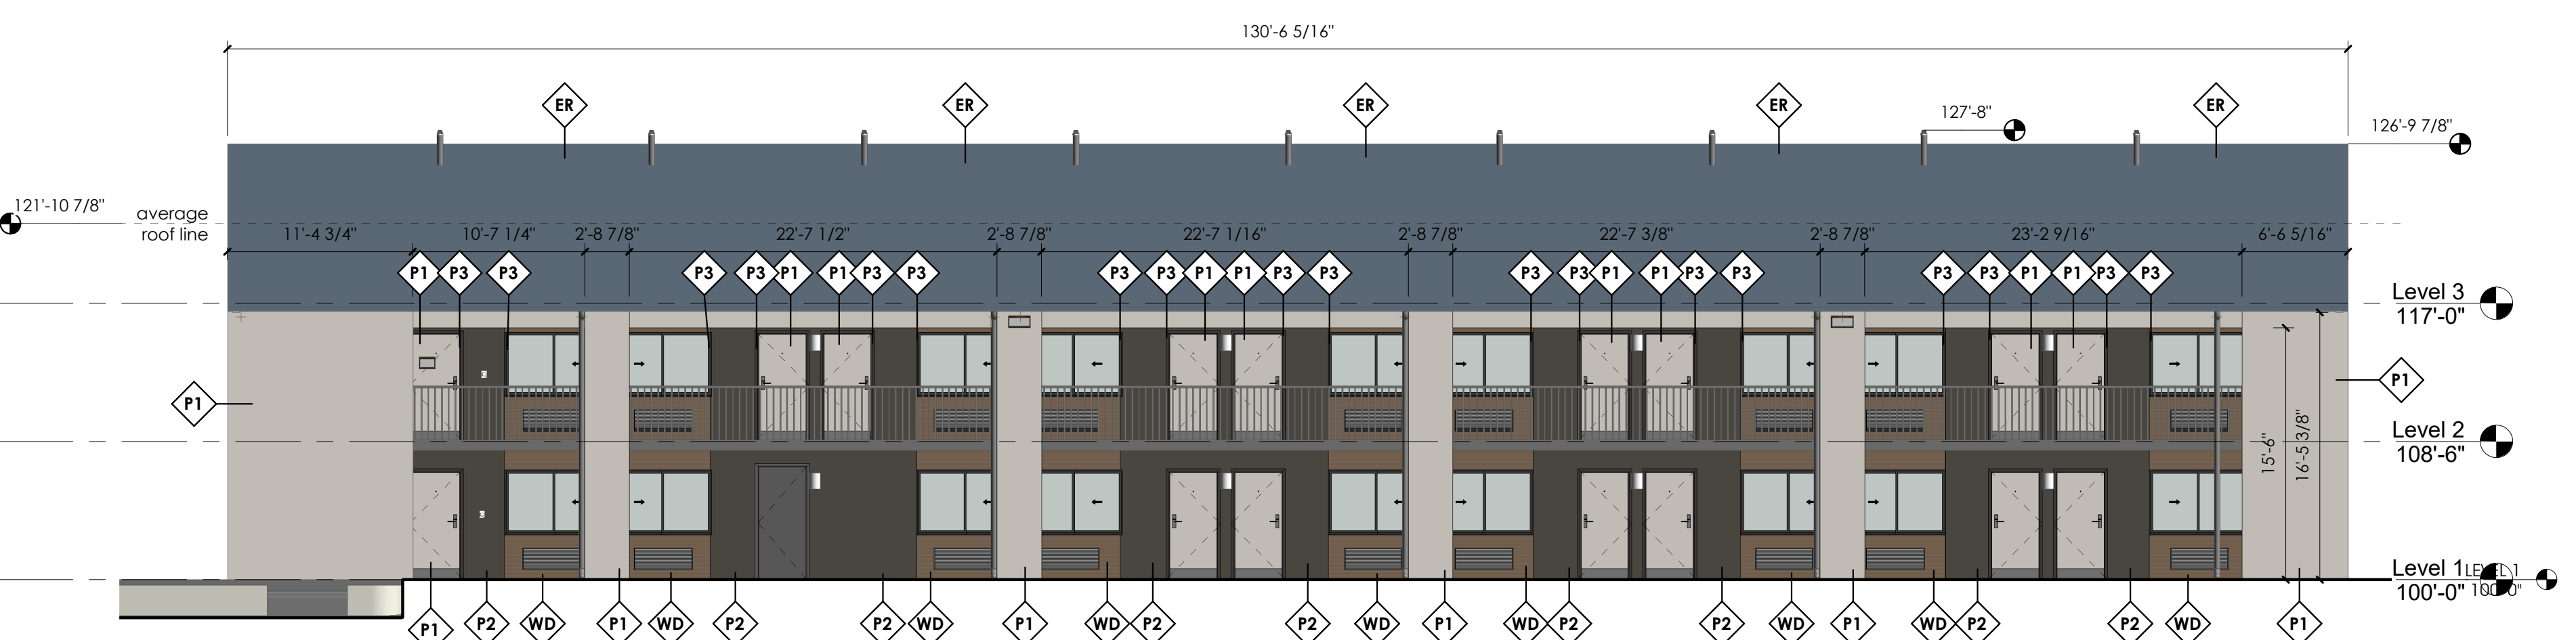 130'-6 5/16"
ER ER ER ER ER
127'-8"
126'-9 7/8"
121'-10 7/8"
average
roof line
11'-4 3/4" 10'-7 1/4" 2'-8 7/8" 22'-7 1/2" 2'-8 7/8" 22'-7 1/16" 2'-8 7/8" 22'-7 3/8" 2'-8 7/8" 23'-2 9/16" 6'-6 5/16"
P1 P3 P3 P3 P3 P1 P1 P3 P3 P3 P3 P1 P1 P3 P3 P3 P3 P1 P1 P3 P3 P3 P3 P1 P1 P3 P3
Level 3
117'-0"
P1
P1
Level 2
108'-6"
15'-6"
16'-5 3/8"
Level 1
100'-0"
LEVEL 1
100'-0"
P1 P2 WD P1 WD P2 P2 WD P1 WD P2 P2 WD P1 WD P2 P2 WD P1 WD P2 P2 WD P1